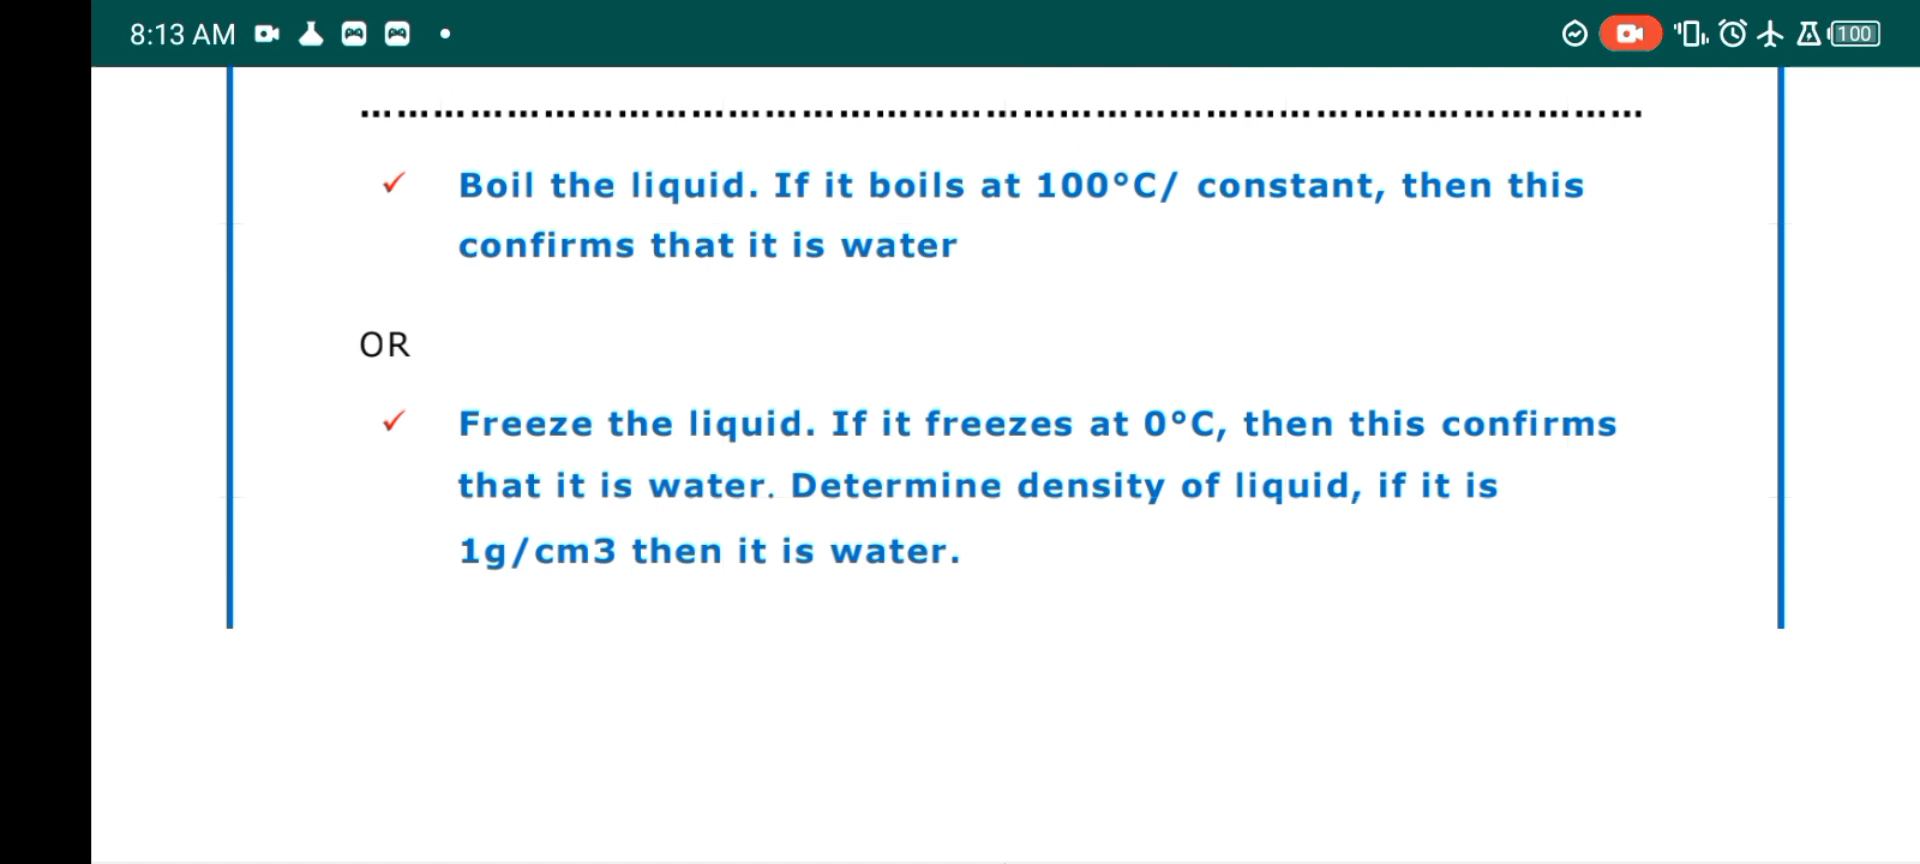 8:13 AM
100
................................................................................
Boil the liquid. If it boils at 100°C/ constant, then this
confirms that it is water
OR
Freeze the liquid. If it freezes at 0°C, then this confirms
that it is water. Determine density of liquid, if it is
1g/cm3 then it is water.